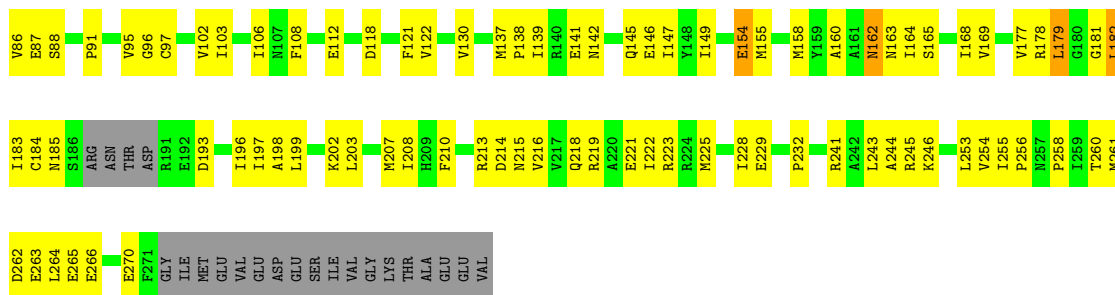 V86 E87 S88 P91 V95 G96 C97 V102 I103 I106 N107 F108 E112 D118 F121 V122 V130 M137 P138 I139 R140 E141 N142 Q145 E146 I147 Y148 I149 E154 M155 M158 Y159 A160 A161 N162 N163 I164 S165 I168 V169 V177 R178 L179 G180 G181
I183 C184 N185 S186 ARG ASN THR ASP R191 E192 D193 I196 I197 A198 L199 K202 L203 M207 I208 H209 F210 R213 D214 N215 V216 V217 Q218 R219 A220 E221 I222 R223 R224 M225 I228 E229 P232 R241 A242 L243 A244 R245 K246 L253 V254 I255 P256 N257 P258 I259 T260 M261
D262 E263 L264 E265 E266 E270 F271 GLY ILE MET GLU VAL GLU ASP GLU SER ILE VAL GLY LYS THR ALA GLU GLU VAL